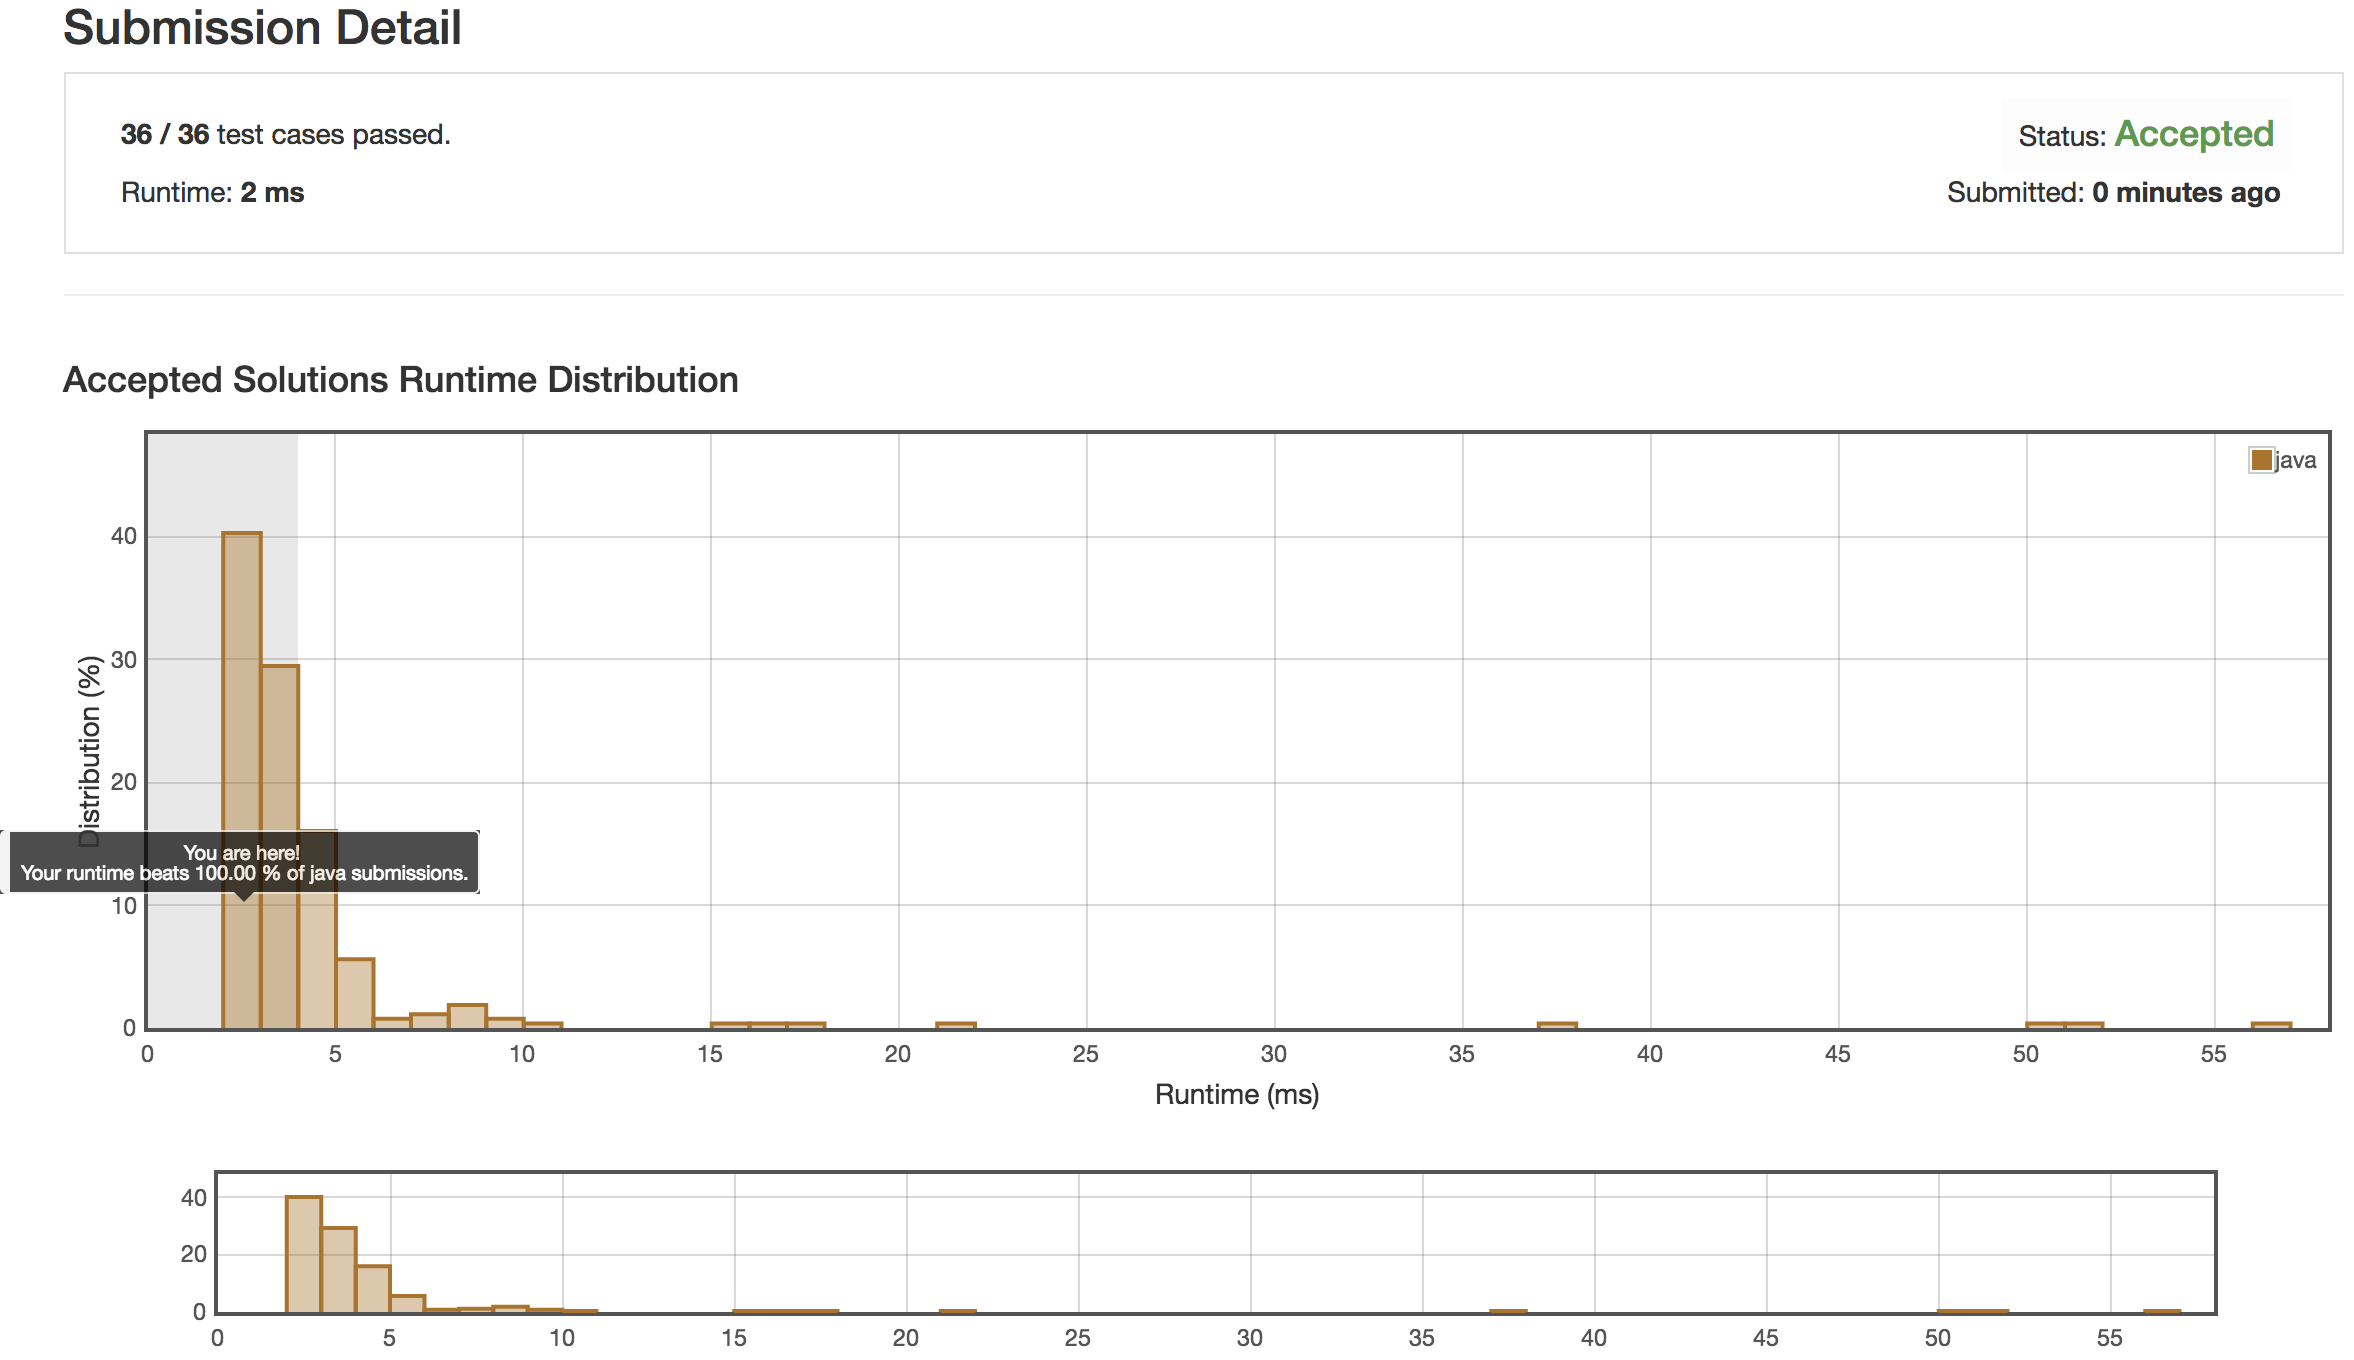 Submission Detail
36 / 36 test cases passed.
Status: Accepted
Runtime: 2 ms
Submitted: 0 minutes ago
Accepted Solutions Runtime Distribution
java
40
30
20
10
0
Distribution (%)
You are here!
Your runtime beats 100.00 % of java submissions.
0 5 10 15 20 25 30 35 40 45 50 55
Runtime (ms)
40
20
0
0 5 10 15 20 25 30 35 40 45 50 55